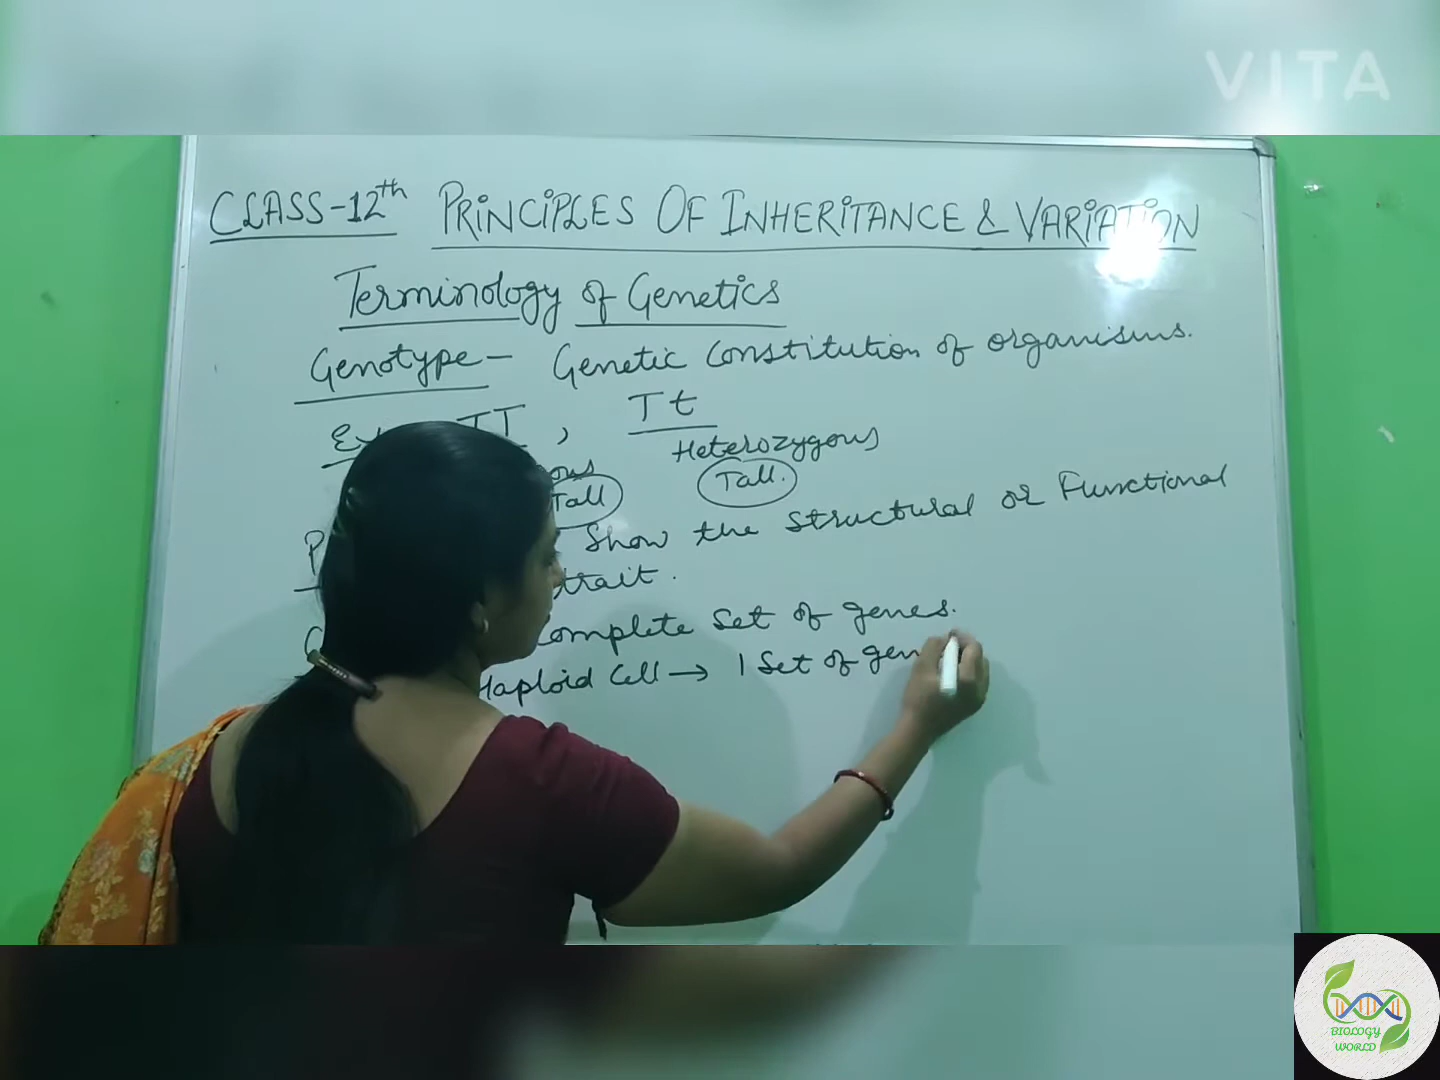 VITA
CLASS-12th PRINCIPLES OF INHERITANCE & VARIATION
Terminology of Genetics
Genotype - Genetic Constitution of organisms.
TT , Tt
Heterozygous
Tall Tall.
Show the Structural or Functional
trait.
Complete Set of genes.
Haploid Cell → 1 Set of gen
BIOLOGY
WORLD